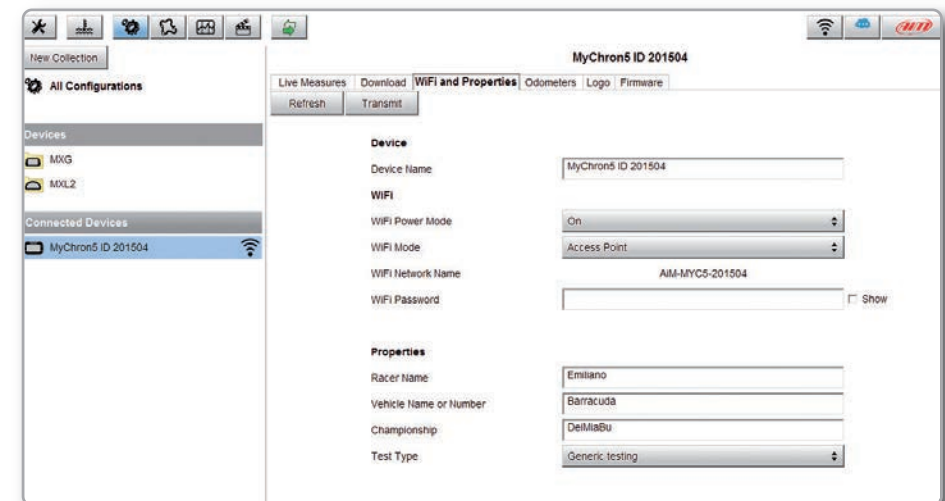 AiM
New Collection
MyChron5 ID 201504
All Configurations
Live Measures Download WiFi and Properties Odometers Logo Firmware
Refresh Transmit
Devices
MXG
MXL2
Connected Devices
MyChron5 ID 201504
Device
Device Name MyChron5 ID 201504
WiFi
WiFi Power Mode On
WiFi Mode Access Point
WiFi Network Name AiM-MYC5-201504
WiFi Password Show
Properties
Racer Name Emiliano
Vehicle Name or Number Barracuda
Championship DeiMiaBu
Test Type Generic testing